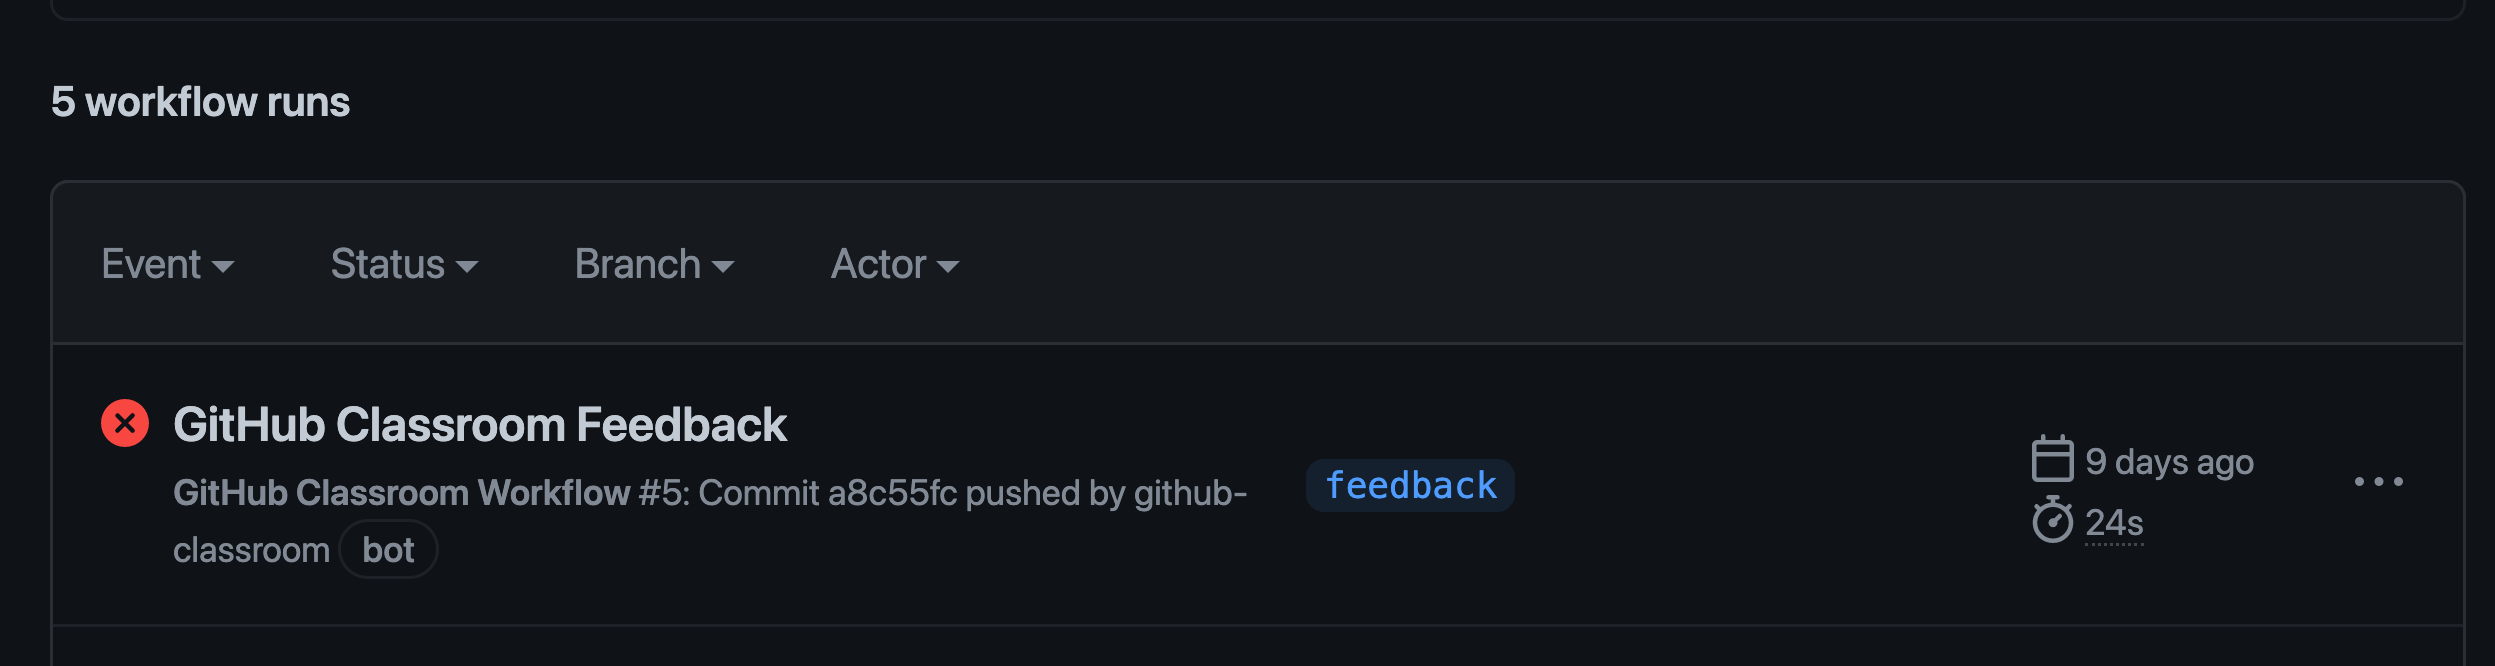 5 workflow runs
Event Status Branch Actor
GitHub Classroom Feedback
GitHub Classroom Workflow #5: Commit a8c55fc pushed by github-
classroom bot
feedback
9 days ago
24s